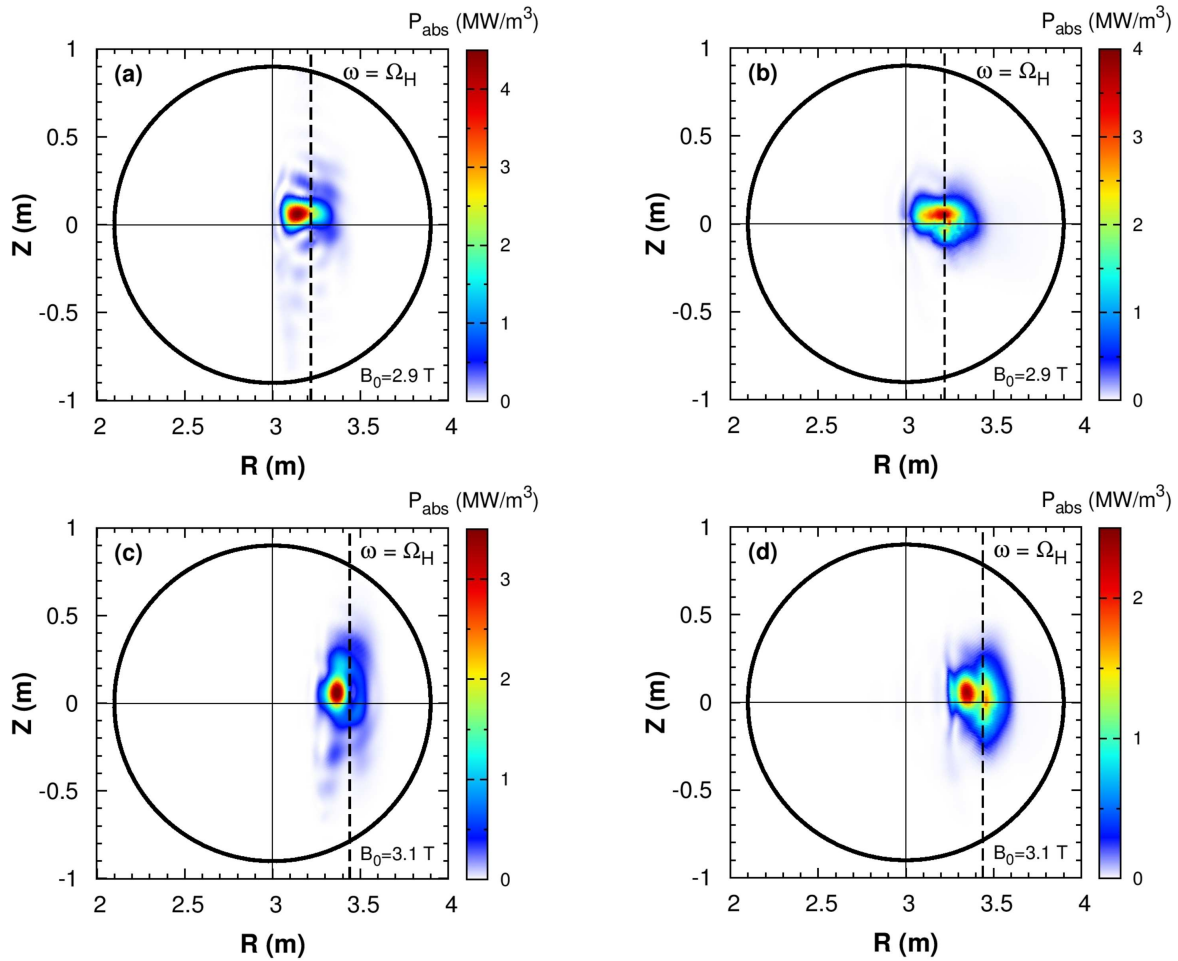 P_abs (MW/m^3)
(a)
ω = Ω_H
B_0=2.9 T
1
0.5
0
-0.5
-1
Z (m)
2 2.5 3 3.5 4
R (m)
4
3
2
1
0
P_abs (MW/m^3)
(b)
ω = Ω_H
B_0=2.9 T
1
0.5
0
-0.5
-1
Z (m)
2 2.5 3 3.5 4
R (m)
4
3
2
1
0
P_abs (MW/m^3)
(c)
ω = Ω_H
B_0=3.1 T
1
0.5
0
-0.5
-1
Z (m)
2 2.5 3 3.5 4
R (m)
3
2
1
0
P_abs (MW/m^3)
(d)
ω = Ω_H
B_0=3.1 T
1
0.5
0
-0.5
-1
Z (m)
2 2.5 3 3.5 4
R (m)
2
1
0